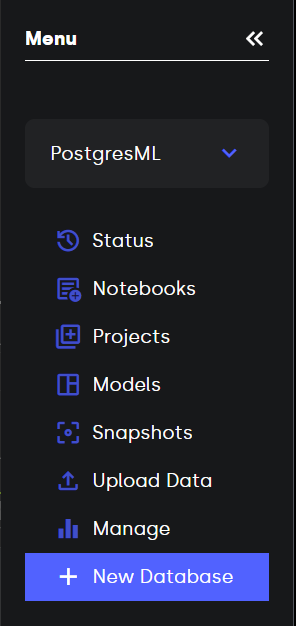 Menu
PostgresML
Status
Notebooks
Projects
Models
Snapshots
Upload Data
Manage
New Database